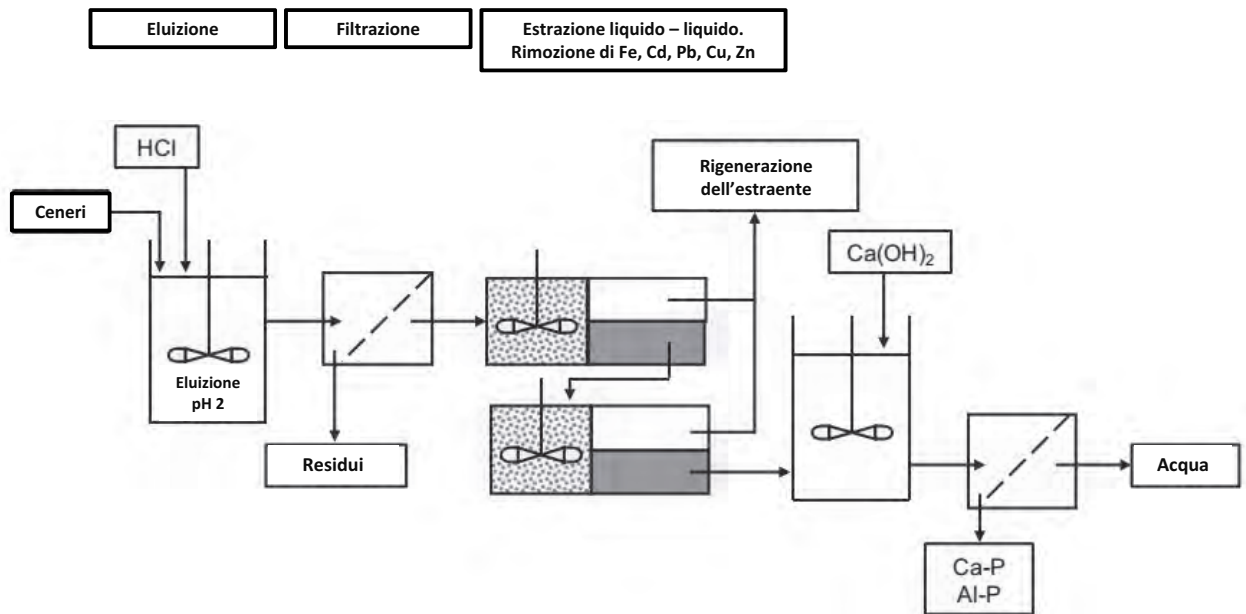 Eluizione
Filtrazione
Estrazione liquido – liquido.
Rimozione di Fe, Cd, Pb, Cu, Zn
HCl
Ceneri
Rigenerazione
dell'estraente
Ca(OH)₂
Eluizione
pH 2
Residui
Acqua
Ca-P
Al-P